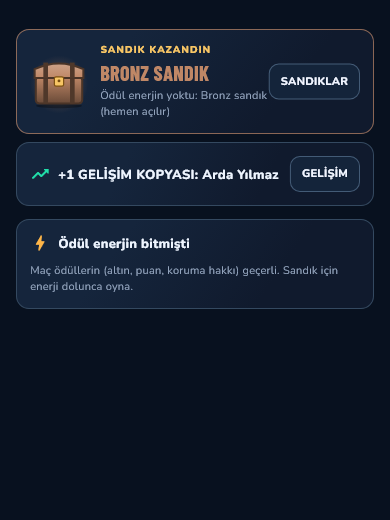 SANDIK KAZANDIN
BRONZ SANDIK
Ödül enerjin yoktu: Bronz sandık
(hemen açılır)
SANDIKLAR
+1 GELİŞİM KOPYASI: Arda Yılmaz
GELİŞİM
Ödül enerjin bitmişti
Maç ödüllerin (altın, puan, koruma hakkı) geçerli. Sandık için
enerji dolunca oyna.